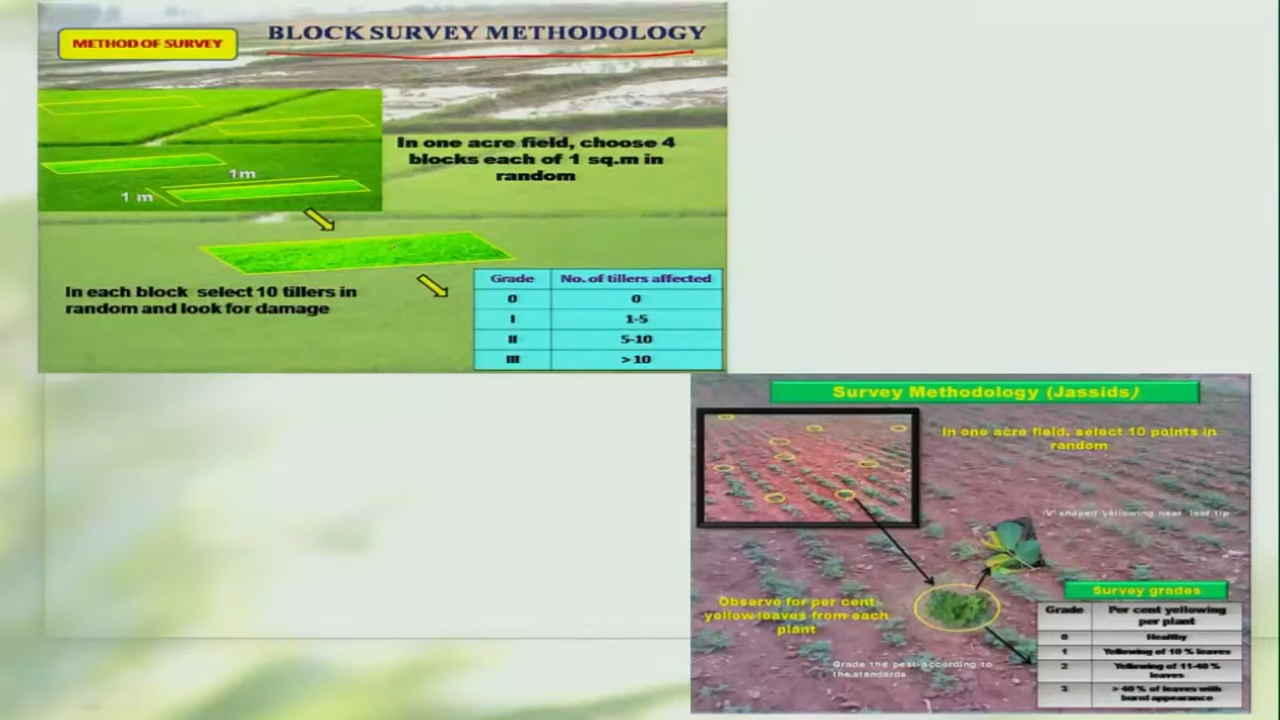 METHOD OF SURVEY
BLOCK SURVEY METHODOLOGY
In one acre field, choose 4
blocks each of 1 sq.m in
random
1m
1 m
In each block select 10 tillers in
random and look for damage
Grade No. of tillers affected
0 0
I 1-5
II 5-10
III > 10
Survey Methodology (Jassids)
In one acre field, select 10 points in
random
'V' shaped yellowing near leaf tip
Observe for per cent
yellow leaves from each
plant
Grade the pest according to
the standards
Survey grades
Grade Per cent yellowing
per plant
0 Healthy
1 Yellowing of 10 % leaves
2 Yellowing of 11-40 %
leaves
3 > 40 % of leaves with
burnt appearance